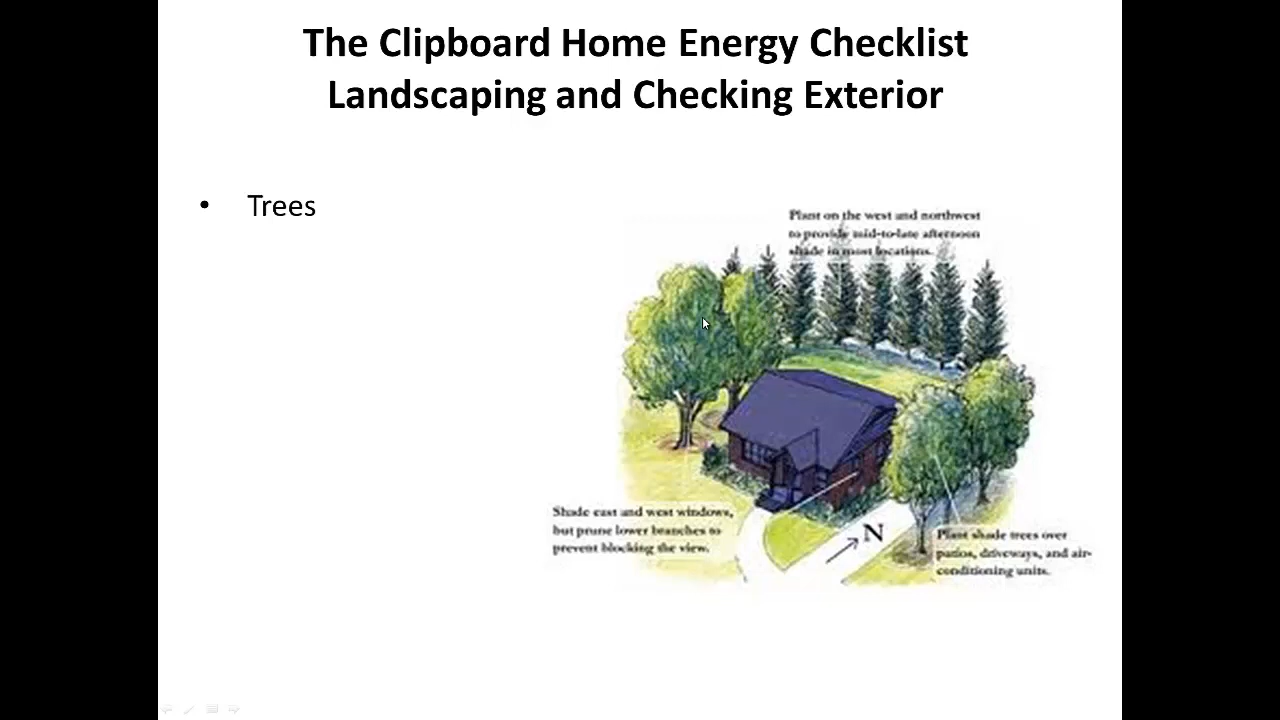 The Clipboard Home Energy Checklist
Landscaping and Checking Exterior
• Trees
Plant on the west and northwest
to provide mid-to-late afternoon
shade in most locations.
Shade east and west windows,
but prune lower branches to
prevent blocking the view.
N
Plant shade trees over
patios, driveways, and air-
conditioning units.